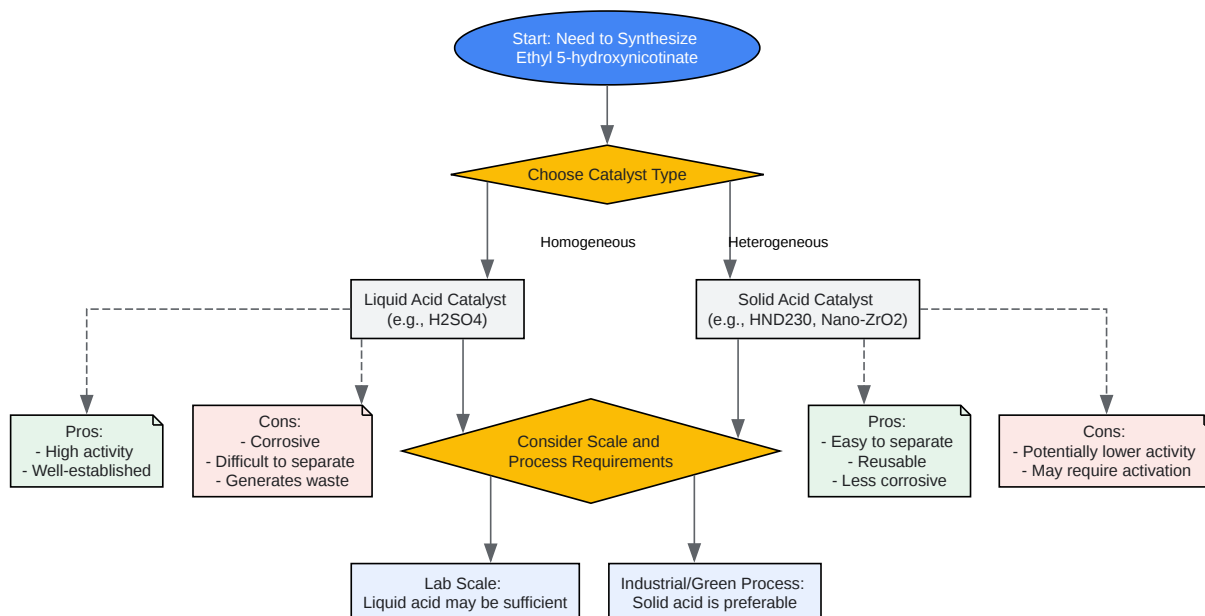 Start: Need to Synthesize
Ethyl 5-hydroxynicotinate
Choose Catalyst Type
Homogeneous
Heterogeneous
Liquid Acid Catalyst
(e.g., H2SO4)
Solid Acid Catalyst
(e.g., HND230, Nano-ZrO2)
Pros:
- High activity
- Well-established
Cons:
- Corrosive
- Difficult to separate
- Generates waste
Consider Scale and
Process Requirements
Pros:
- Easy to separate
- Reusable
- Less corrosive
Cons:
- Potentially lower activity
- May require activation
Lab Scale:
Liquid acid may be sufficient
Industrial/Green Process:
Solid acid is preferable